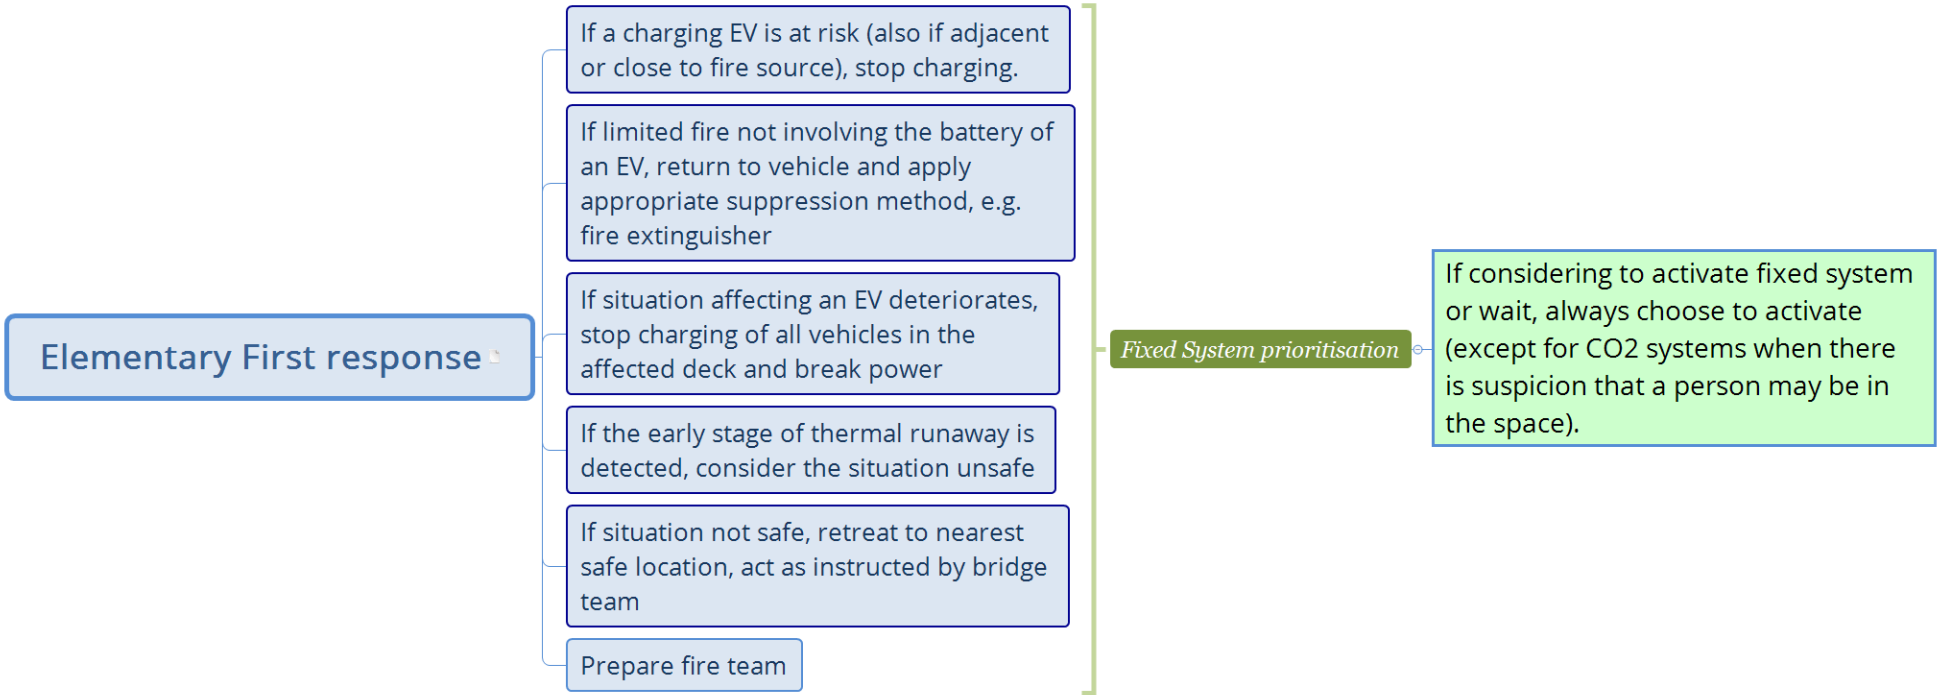 Elementary First response
If a charging EV is at risk (also if adjacent
or close to fire source), stop charging.
If limited fire not involving the battery of
an EV, return to vehicle and apply
appropriate suppression method, e.g.
fire extinguisher
If situation affecting an EV deteriorates,
stop charging of all vehicles in the
affected deck and break power
If the early stage of thermal runaway is
detected, consider the situation unsafe
If situation not safe, retreat to nearest
safe location, act as instructed by bridge
team
Prepare fire team
Fixed System prioritisation
If considering to activate fixed system
or wait, always choose to activate
(except for CO2 systems when there
is suspicion that a person may be in
the space).